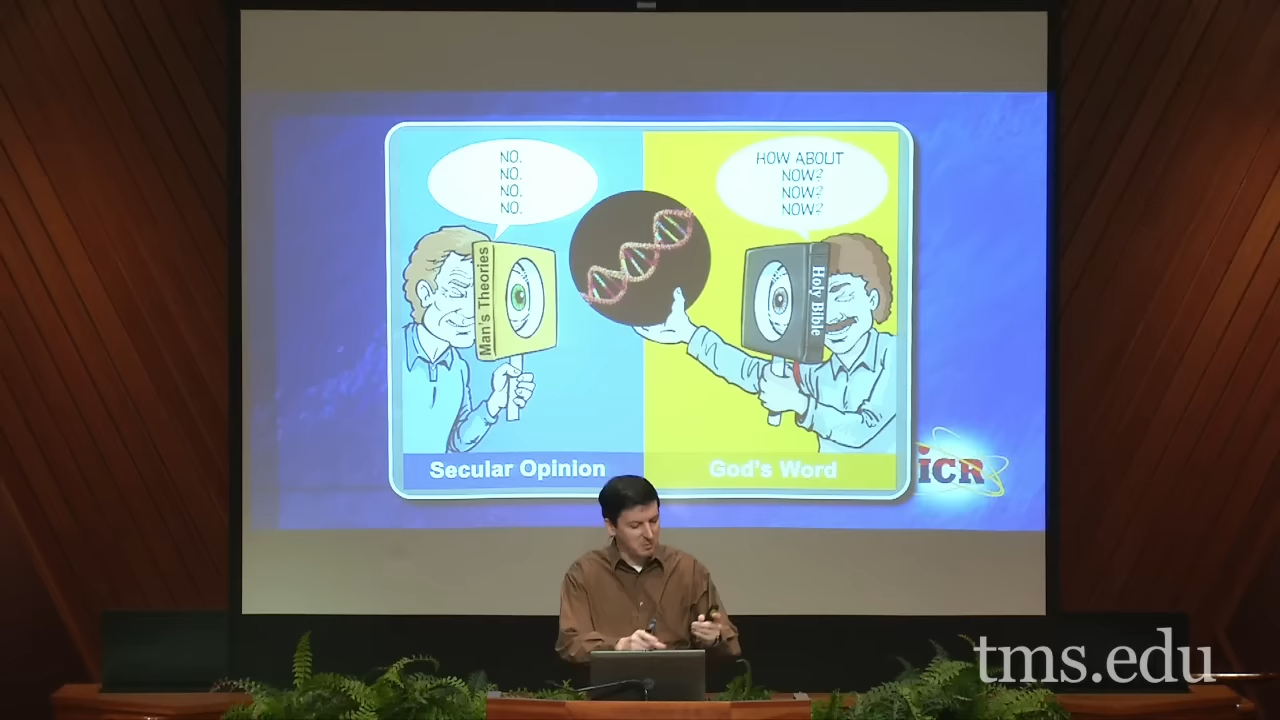 NO.
NO.
NO.
NO.
HOW ABOUT
NOW?
NOW?
NOW?
Man's Theories
Holy Bible
Secular Opinion
God's Word
iCR
tms.edu